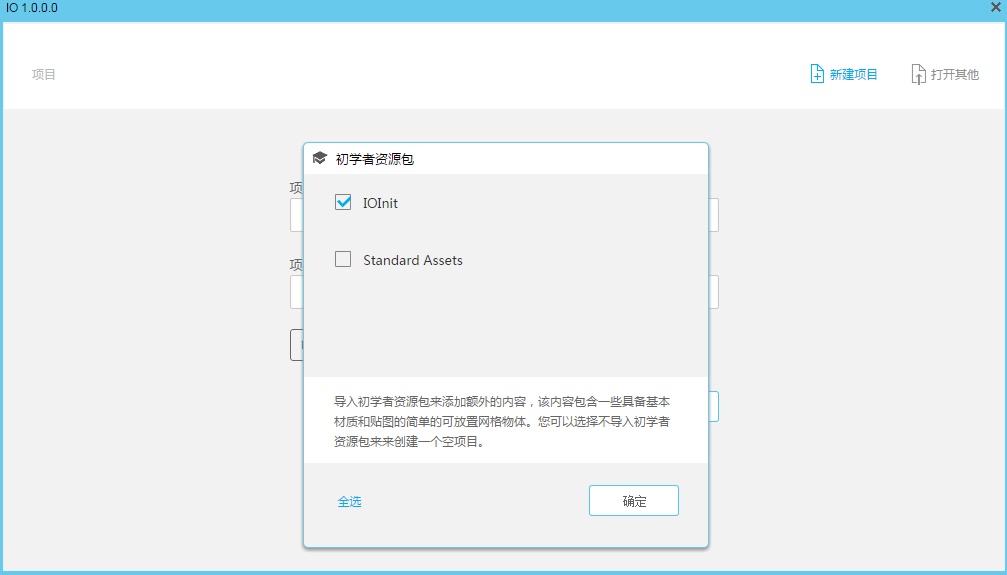 IO 1.0.0.0
项目
新建项目
打开其他
初学者资源包
项
IOInit
项
Standard Assets
导入初学者资源包来添加额外的内容，该内容包含一些具备基本
材质和贴图的简单的可放置网格物体。您可以选择不导入初学者
资源包来来创建一个空项目。
全选
确定